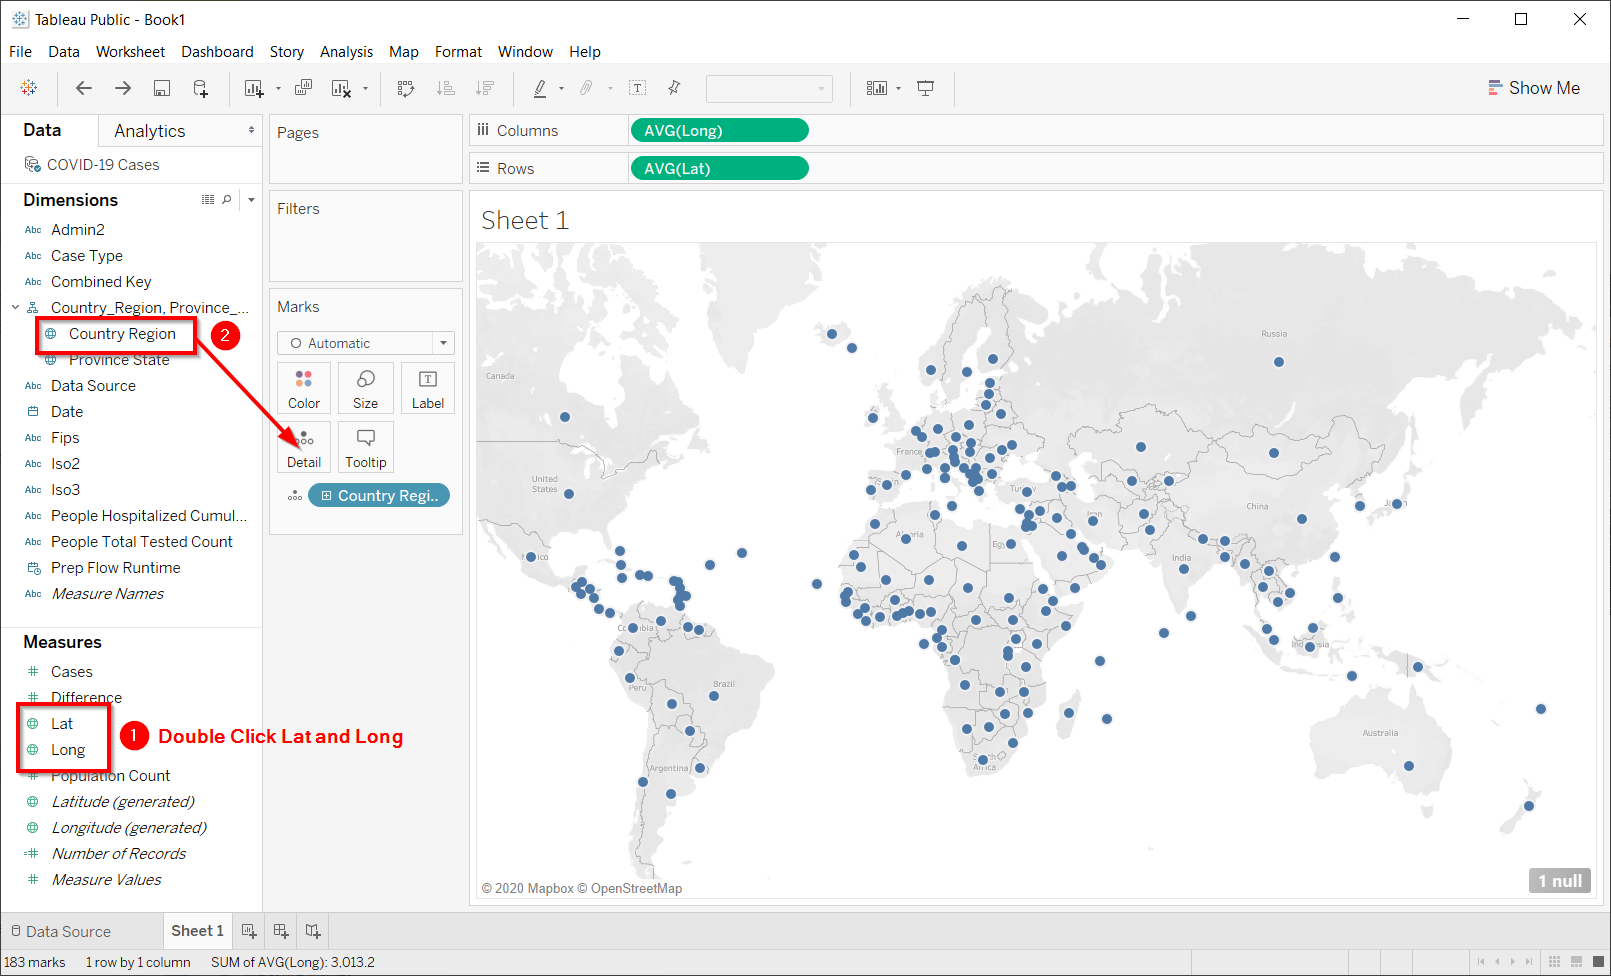 Tableau Public - Book1
File Data Worksheet Dashboard Story Analysis Map Format Window Help
Show Me
Data
Analytics
COVID-19 Cases
Dimensions
Abc Admin2
Abc Case Type
Abc Combined Key
Country_Region, Province_...
Country Region
2
Province State
Abc Data Source
Date
Abc Fips
Abc Iso2
Abc Iso3
Abc People Hospitalized Cumul...
Abc People Total Tested Count
Prep Flow Runtime
Abc Measure Names
Measures
Cases
Difference
Lat
Long
1 Double Click Lat and Long
Population Count
Latitude (generated)
Longitude (generated)
Number of Records
Measure Values
Pages
Filters
Marks
Automatic
Color
Size
Label
Detail
Tooltip
Country Regi..
Columns
AVG(Long)
Rows
AVG(Lat)
Sheet 1
Canada
Russia
United
States
France
China
India
Brazil
Peru
Argentina
Australia
Africa
Iran
© 2020 Mapbox © OpenStreetMap
1 null
Data Source
Sheet 1
183 marks
1 row by 1 column
SUM of AVG(Long): 3,013.2